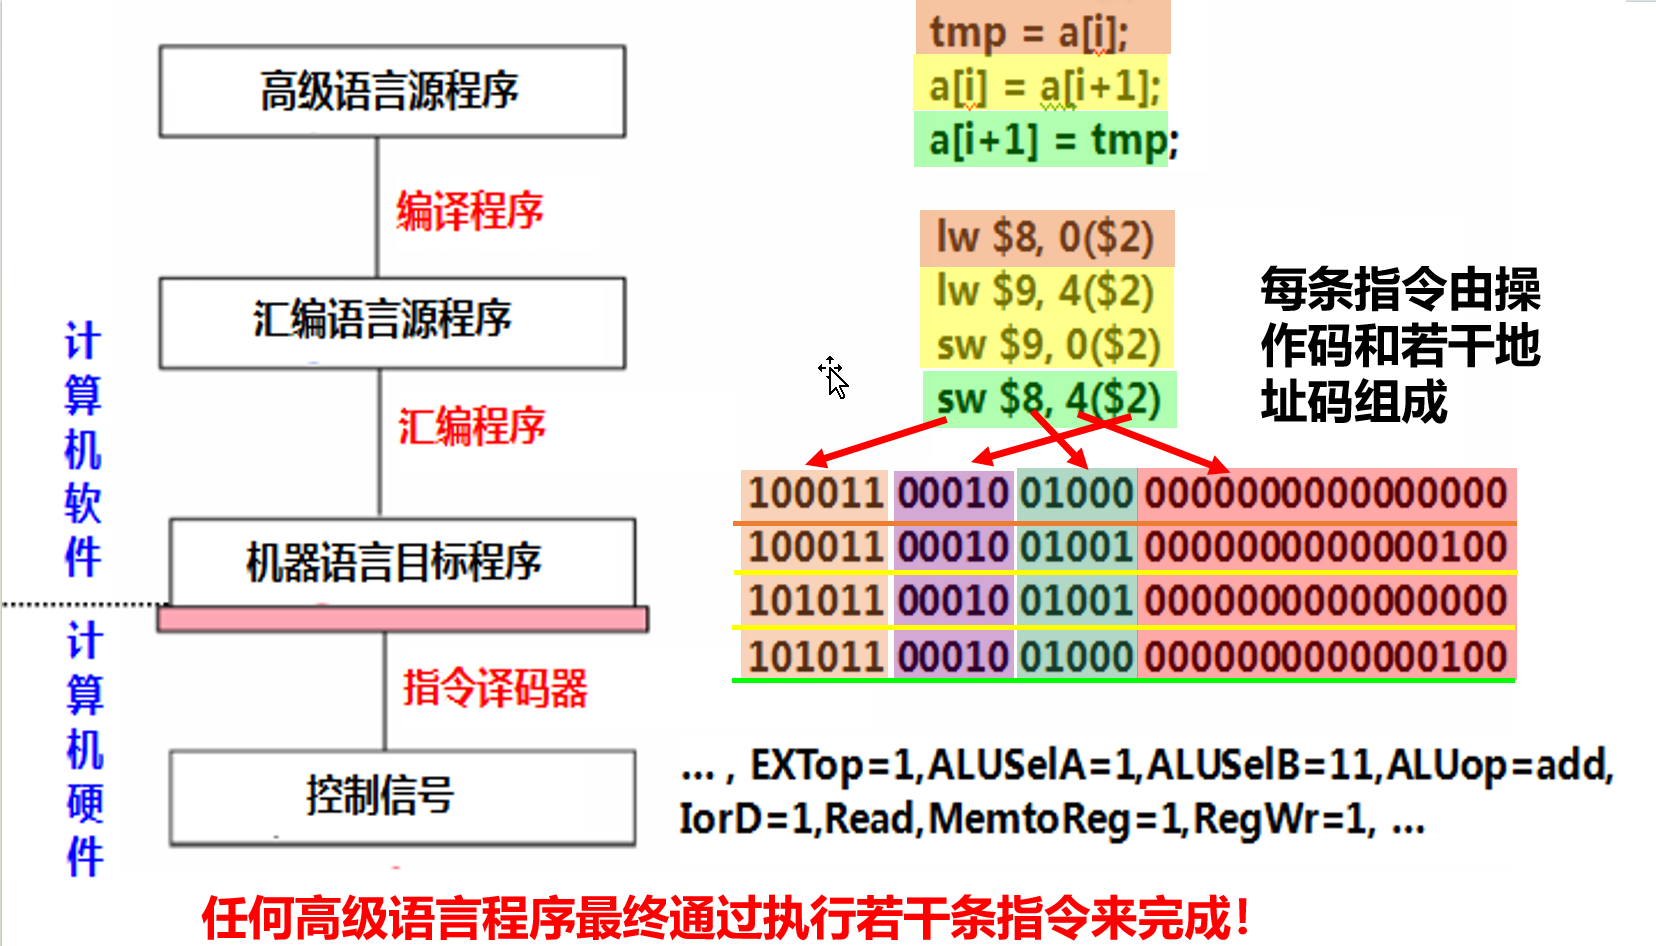 高级语言源程序
编译程序
汇编语言源程序
汇编程序
机器语言目标程序
指令译码器
控制信号
计算机软件
计算机硬件
tmp = a[i];
a[i] = a[i+1];
a[i+1] = tmp;
lw $8, 0($2)
lw $9, 4($2)
sw $9, 0($2)
sw $8, 4($2)
每条指令由操
作码和若干地
址码组成
100011 00010 01000 0000000000000000
100011 00010 01001 0000000000000100
101011 00010 01001 0000000000000000
101011 00010 01000 0000000000000100
... , EXTop=1,ALUSelA=1,ALUSelB=11,ALUop=add,
IorD=1,Read,MemtoReg=1,RegWr=1, ...
任何高级语言程序最终通过执行若干条指令来完成！